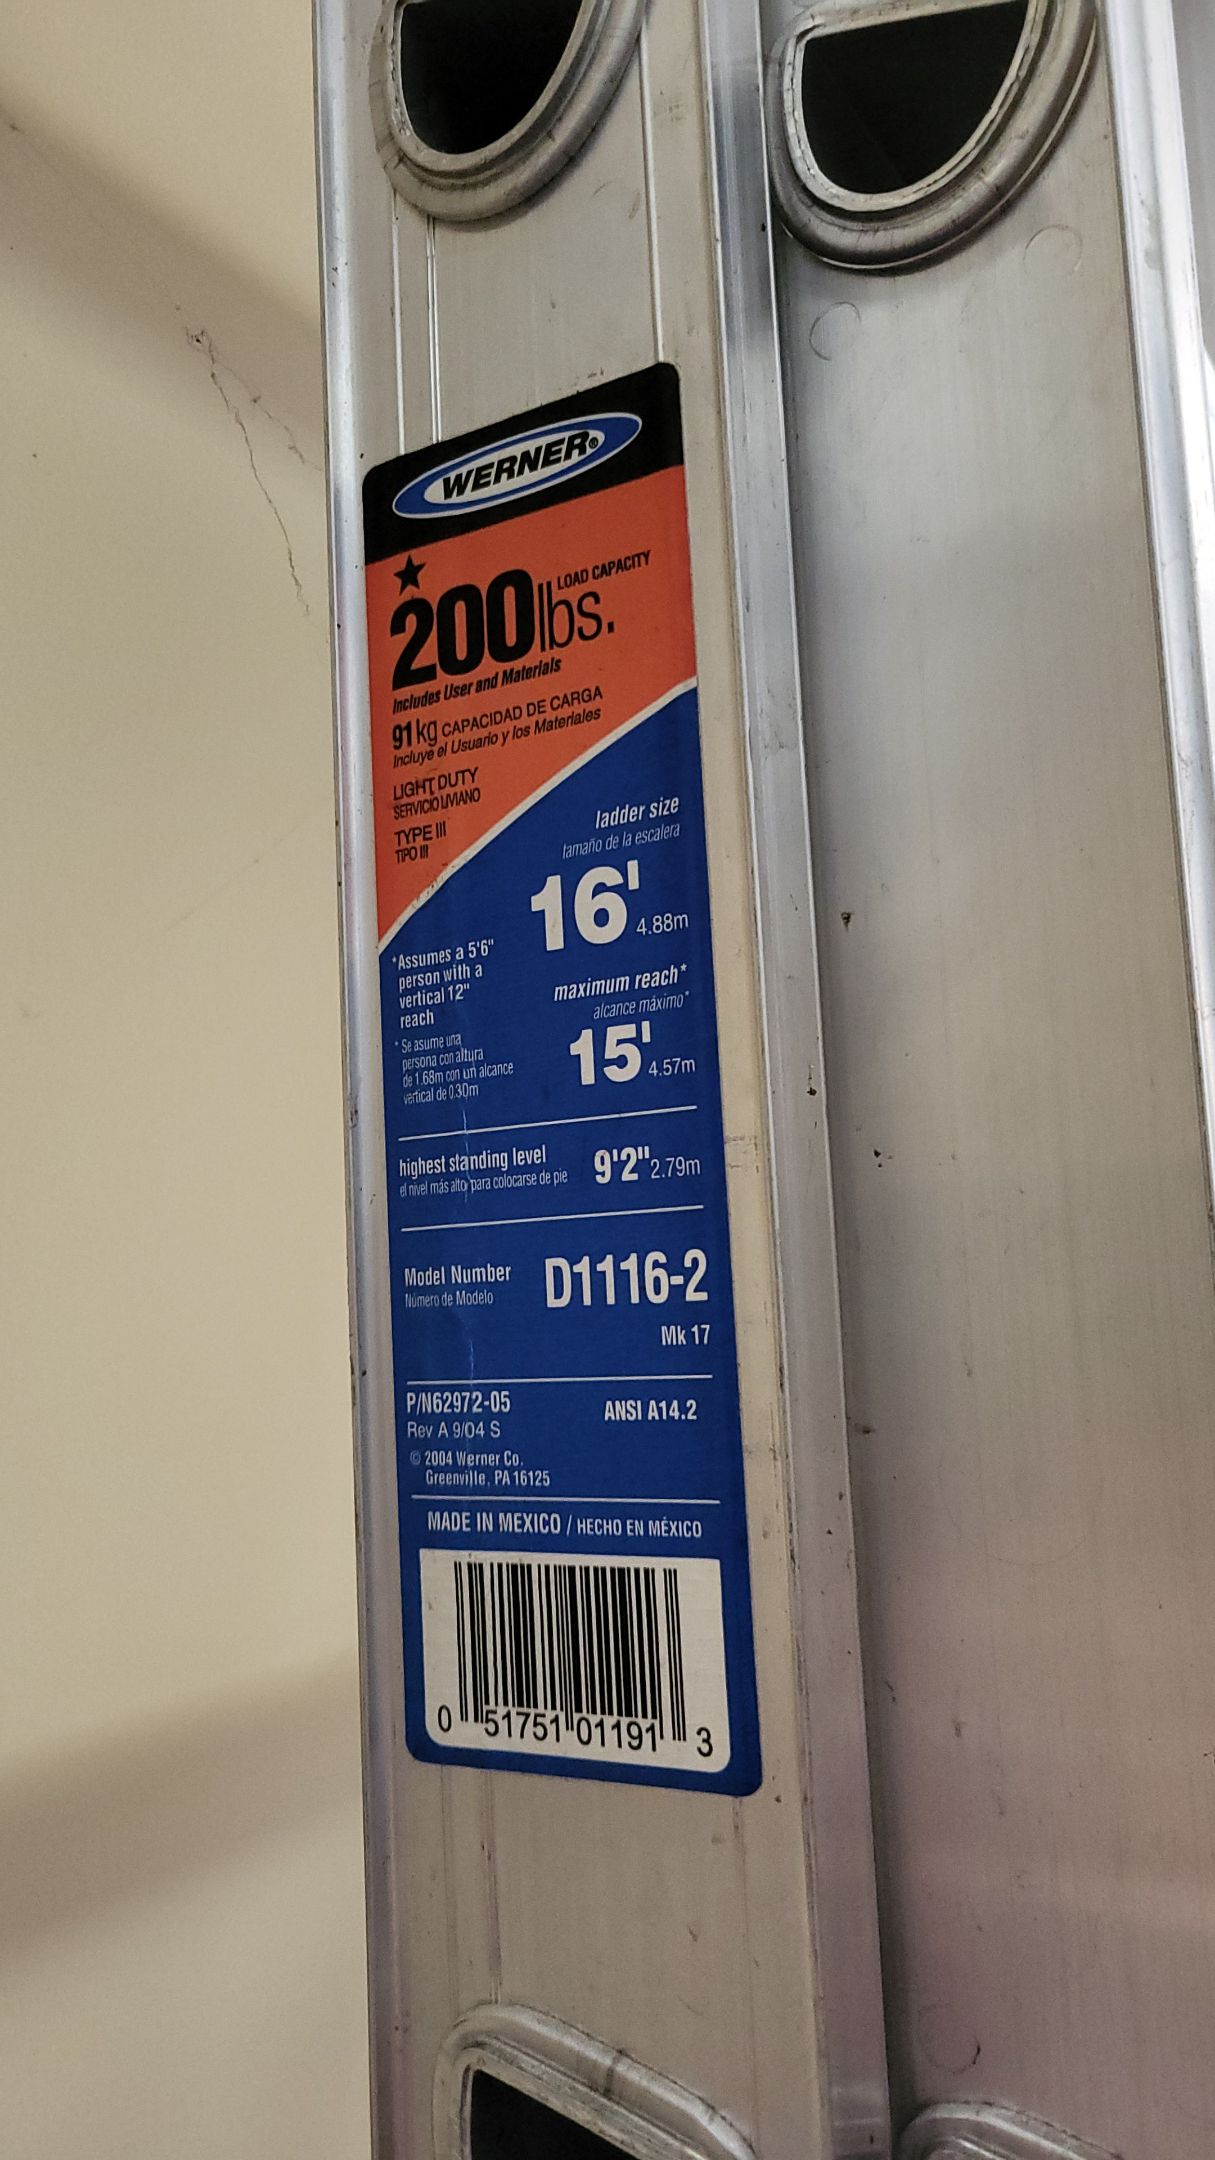 WERNER®
★
LOAD CAPACITY
200lbs.
Includes User and Materials
91 kg CAPACIDAD DE CARGA
Incluye el Usuario y los Materiales
LIGHT DUTY
SERVICIO LIVIANO
TYPE III
TIPO III
ladder size
tamaño de la escalera
16' 4.88m
*Assumes a 5'6"
person with a
vertical 12"
reach
* Se asume una
persona con altura
de 1.68m con un alcance
vertical de 0.30m
maximum reach*
alcance máximo*
15' 4.57m
highest standing level 9'2" 2.79m
el nivel más alto para colocarse de pie
Model Number D1116-2
Número de Modelo
Mk 17
P/N62972-05 ANSI A14.2
Rev A 9/04 S
© 2004 Werner Co.
Greenville, PA 16125
MADE IN MEXICO / HECHO EN MÉXICO
0 51751 01191 3